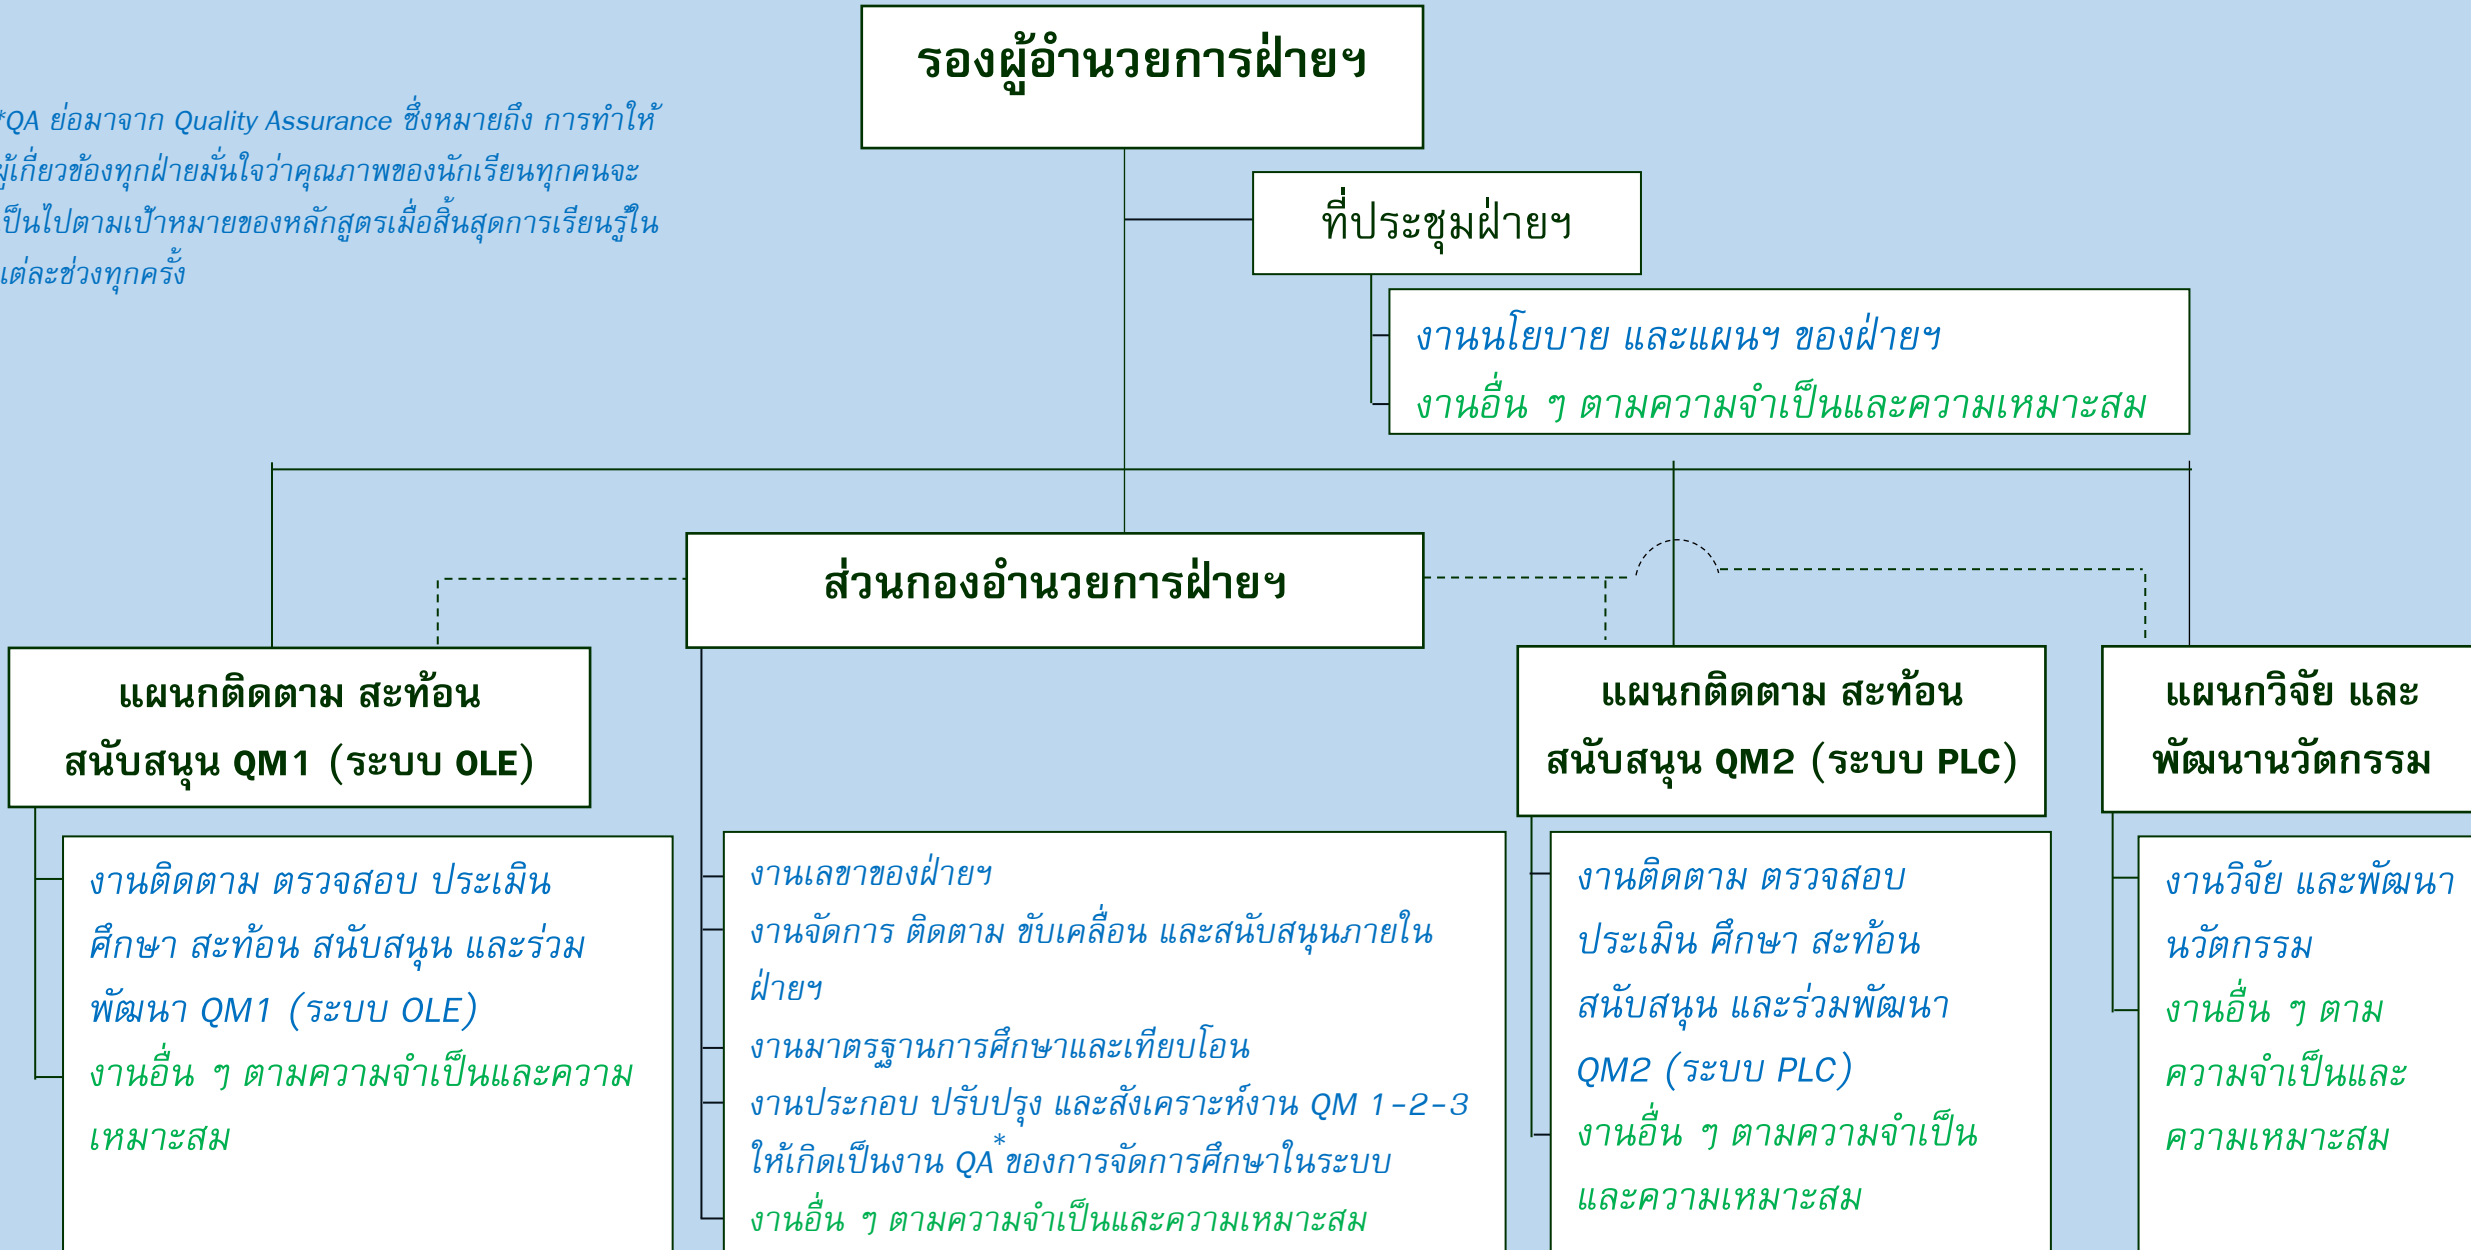 รองผู้อำนวยการฝ่ายฯ
*QA ย่อมาจาก Quality Assurance ซึ่งหมายถึง การทำให้
ผู้เกี่ยวข้องทุกฝ่ายมั่นใจว่าคุณภาพของนักเรียนทุกคนจะ
เป็นไปตามเป้าหมายของหลักสูตรเมื่อสิ้นสุดการเรียนรู้ใน
แต่ละช่วงทุกครั้ง
ที่ประชุมฝ่ายฯ
งานนโยบาย และแผนฯ ของฝ่ายฯ
งานอื่น ๆ ตามความจำเป็นและความเหมาะสม
ส่วนกองอำนวยการฝ่ายฯ
แผนกติดตาม สะท้อน
สนับสนุน QM1 (ระบบ OLE)
แผนกติดตาม สะท้อน
สนับสนุน QM2 (ระบบ PLC)
แผนกวิจัย และ
พัฒนานวัตกรรม
งานติดตาม ตรวจสอบ ประเมิน
ศึกษา สะท้อน สนับสนุน และร่วม
พัฒนา QM1 (ระบบ OLE)
งานอื่น ๆ ตามความจำเป็นและความ
เหมาะสม
งานเลขาของฝ่ายฯ
งานจัดการ ติดตาม ขับเคลื่อน และสนับสนุนภายใน
ฝ่ายฯ
งานมาตรฐานการศึกษาและเทียบโอน
งานประกอบ ปรับปรุง และสังเคราะห์งาน QM 1-2-3
ให้เกิดเป็นงาน QA*ของการจัดการศึกษาในระบบ
งานอื่น ๆ ตามความจำเป็นและความเหมาะสม
งานติดตาม ตรวจสอบ
ประเมิน ศึกษา สะท้อน
สนับสนุน และร่วมพัฒนา
QM2 (ระบบ PLC)
งานอื่น ๆ ตามความจำเป็น
และความเหมาะสม
งานวิจัย และพัฒนา
นวัตกรรม
งานอื่น ๆ ตาม
ความจำเป็นและ
ความเหมาะสม